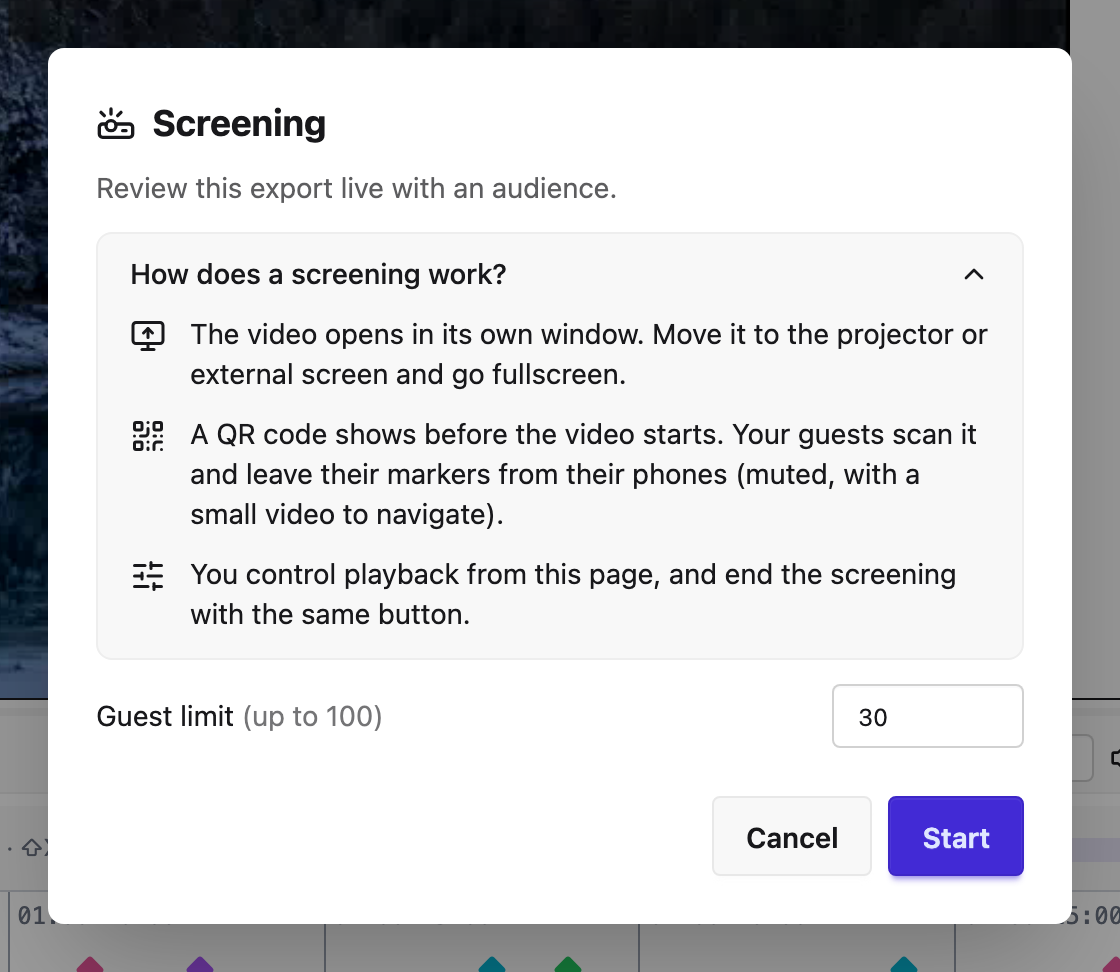 Screening
Review this export live with an audience.
How does a screening work?
The video opens in its own window. Move it to the projector or
external screen and go fullscreen.
A QR code shows before the video starts. Your guests scan it
and leave their markers from their phones (muted, with a
small video to navigate).
You control playback from this page, and end the screening
with the same button.
Guest limit (up to 100)
30
Cancel
Start